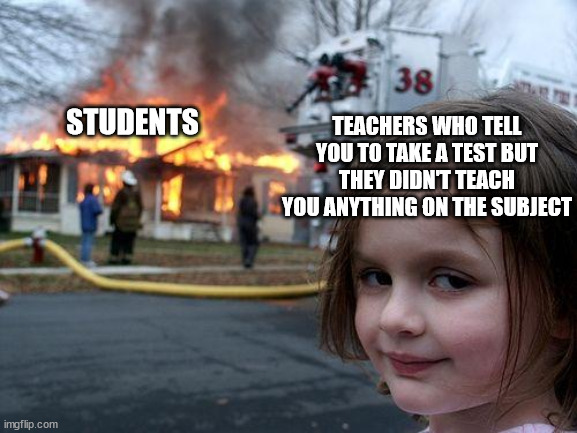 38
STUDENTS
TEACHERS WHO TELL
YOU TO TAKE A TEST BUT
THEY DIDN'T TEACH
YOU ANYTHING ON THE SUBJECT
imgflip.com